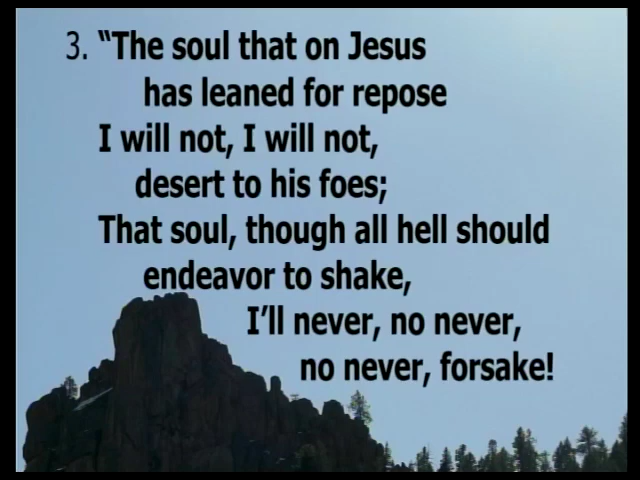 3. “The soul that on Jesus
has leaned for repose
I will not, I will not,
desert to his foes;
That soul, though all hell should
endeavor to shake,
I’ll never, no never,
no never, forsake!